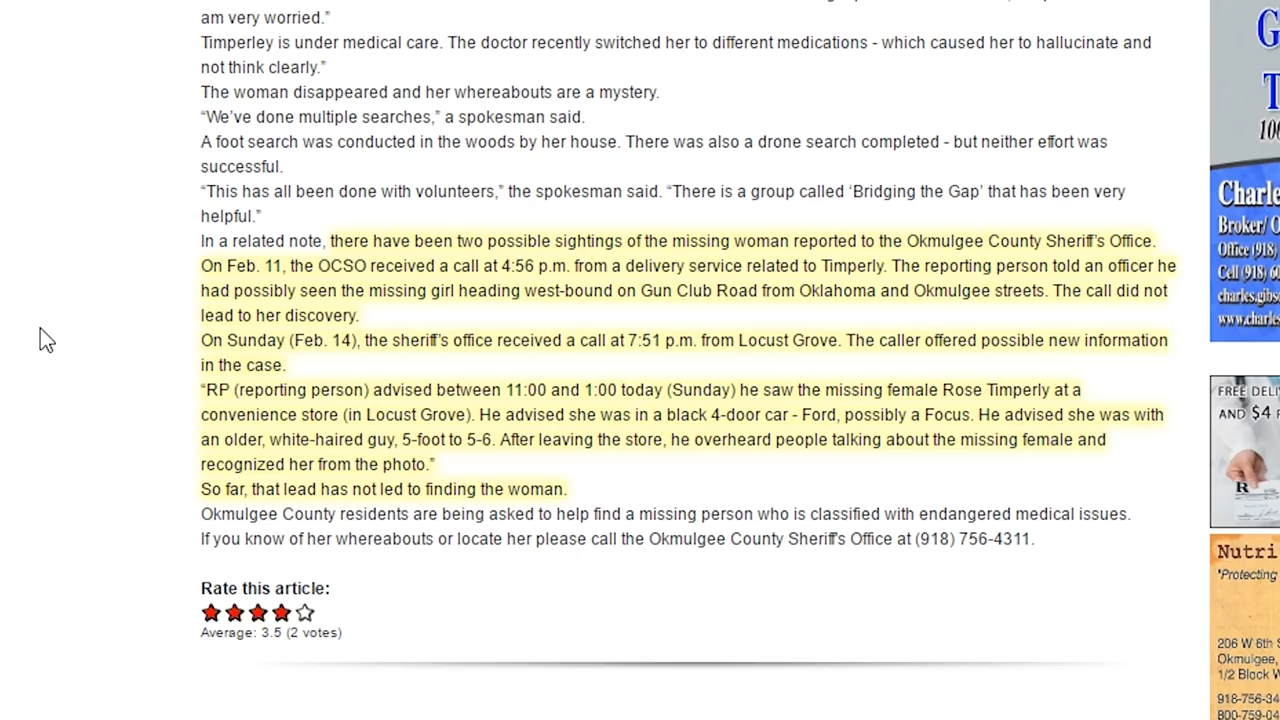 am very worried.”
Timperley is under medical care. The doctor recently switched her to different medications - which caused her to hallucinate and
not think clearly.”
The woman disappeared and her whereabouts are a mystery.
“We’ve done multiple searches,” a spokesman said.
A foot search was conducted in the woods by her house. There was also a drone search completed - but neither effort was
successful.
“This has all been done with volunteers,” the spokesman said. “There is a group called ‘Bridging the Gap’ that has been very
helpful.”
In a related note, there have been two possible sightings of the missing woman reported to the Okmulgee County Sheriff’s Office.
On Feb. 11, the OCSO received a call at 4:56 p.m. from a delivery service related to Timperly. The reporting person told an officer he
had possibly seen the missing girl heading west-bound on Gun Club Road from Oklahoma and Okmulgee streets. The call did not
lead to her discovery.
On Sunday (Feb. 14), the sheriff’s office received a call at 7:51 p.m. from Locust Grove. The caller offered possible new information
in the case.
“RP (reporting person) advised between 11:00 and 1:00 today (Sunday) he saw the missing female Rose Timperly at a
convenience store (in Locust Grove). He advised she was in a black 4-door car - Ford, possibly a Focus. He advised she was with
an older, white-haired guy, 5-foot to 5-6. After leaving the store, he overheard people talking about the missing female and
recognized her from the photo.”
So far, that lead has not led to finding the woman.
Okmulgee County residents are being asked to help find a missing person who is classified with endangered medical issues.
If you know of her whereabouts or locate her please call the Okmulgee County Sheriff’s Office at (918) 756-4311.
Rate this article:
Average: 3.5 (2 votes)
G
T
100
Charle
Broker/ O
Office (918)
Cell (918) 60
charles.gibs
www.charles
FREE DELI
AND $4 
R
Nutri
"Protecting
206 W 6th S
Okmulgee,
1/2 Block W
918-756-34
800-759-04